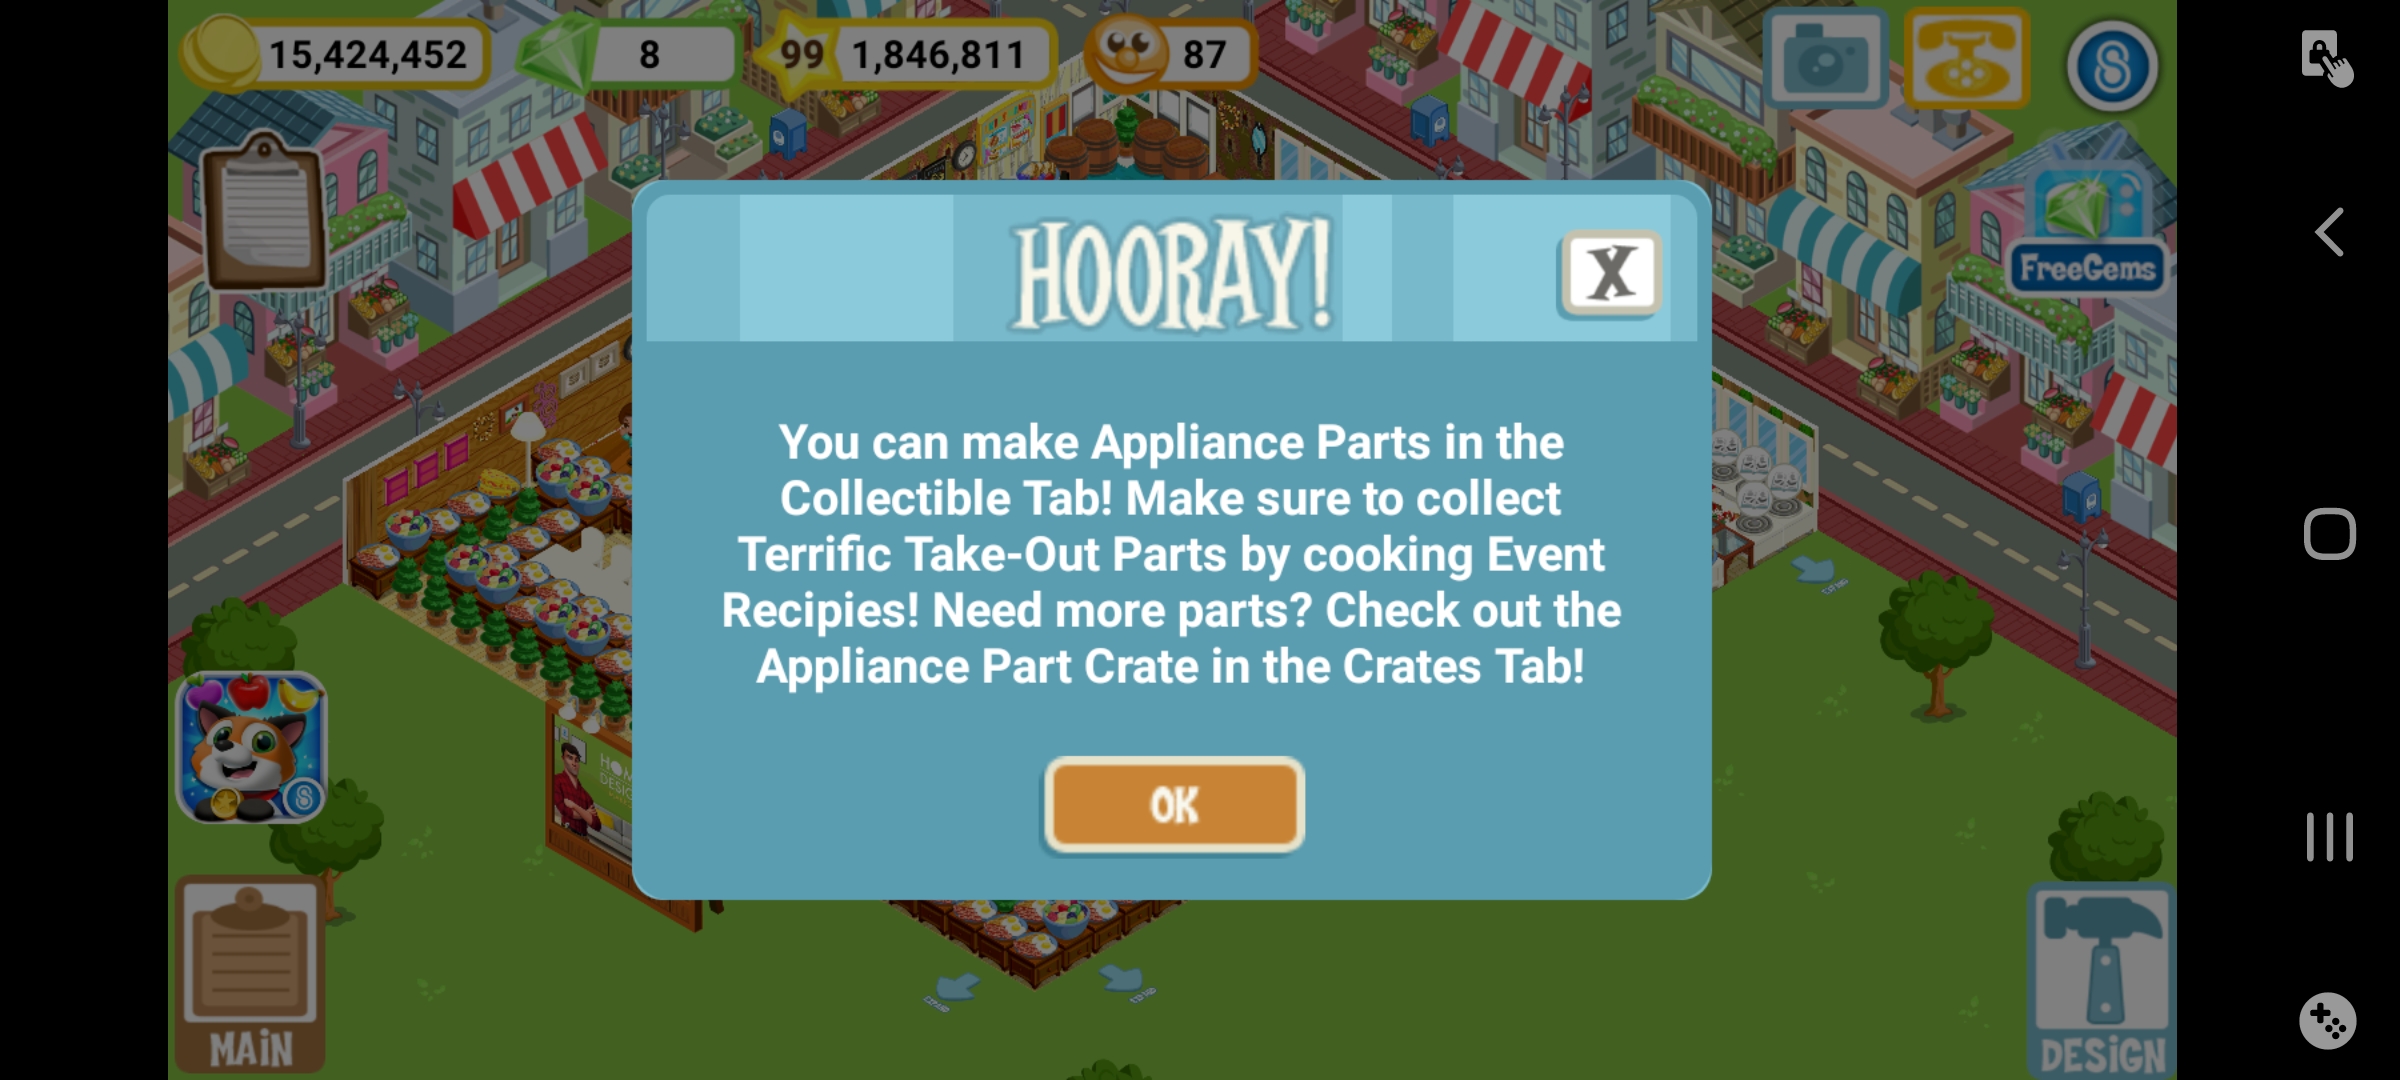 15,424,452
8
99
1,846,811
87
HOORAY!
X
FreeGems
You can make Appliance Parts in the
Collectible Tab! Make sure to collect
Terrific Take-Out Parts by cooking Event
Recipies! Need more parts? Check out the
Appliance Part Crate in the Crates Tab!
OK
MAIN
DESIGN